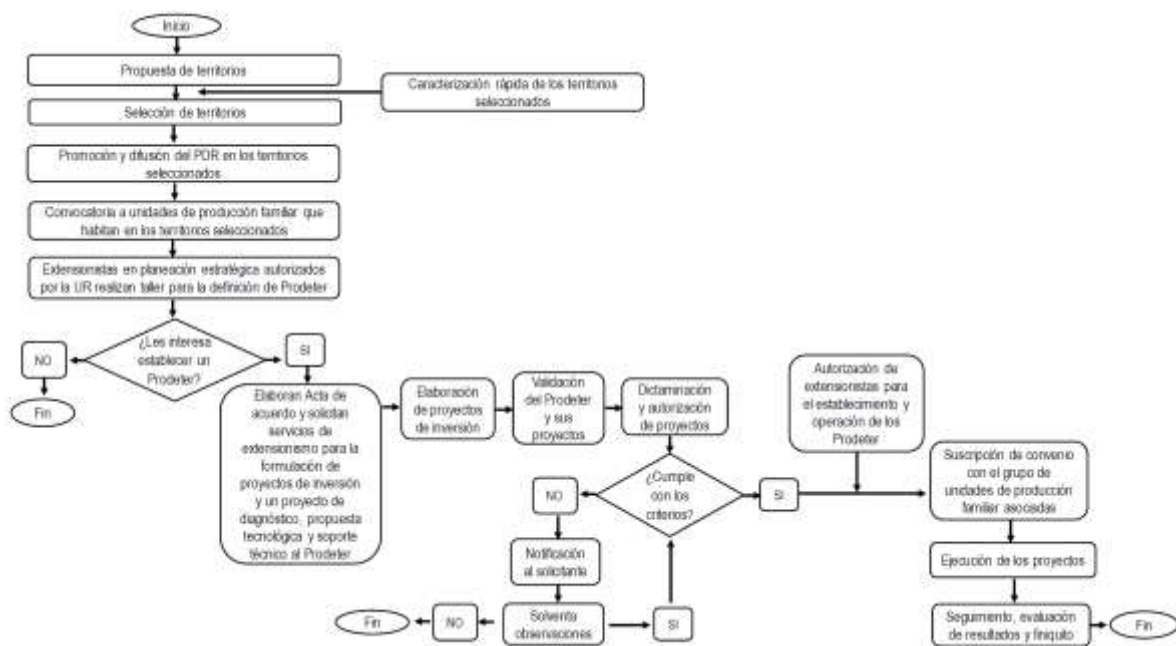 Inicio
Propuesta de territorios
Caracterización rápida de los territorios
seleccionados
Selección de territorios
Promoción y difusión del PDR en los territorios
seleccionados
Convocatoria a unidades de producción familiar que
habitan en los territorios seleccionados
Extensionistas en planeación estratégica autorizados
por la UR realizan taller para la definición de Prodeter
¿Les interesa
establecer un
Prodeter?
NO
Fin
SI
Elaboran Acta de
acuerdo y solicitan
servicios de
extensionismo para la
formulación de
proyectos de inversión
y un proyecto de
diagnóstico, propuesta
tecnológica y soporte
técnico al Prodeter
Elaboración
de proyectos
de inversión
Validación
del Prodeter
y sus
proyectos
Dictaminación
y autorización
de proyectos
¿Cumple
con los
criterios?
NO
Notificación
al solicitante
Solventa
observaciones
NO
Fin
SI
SI
Autorización de
extensionistas para
el establecimiento y
operación de los
Prodeter
Suscripción de convenio
con el grupo de
unidades de producción
familiar asociadas
Ejecución de los proyectos
Seguimiento, evaluación
de resultados y finiquito
Fin